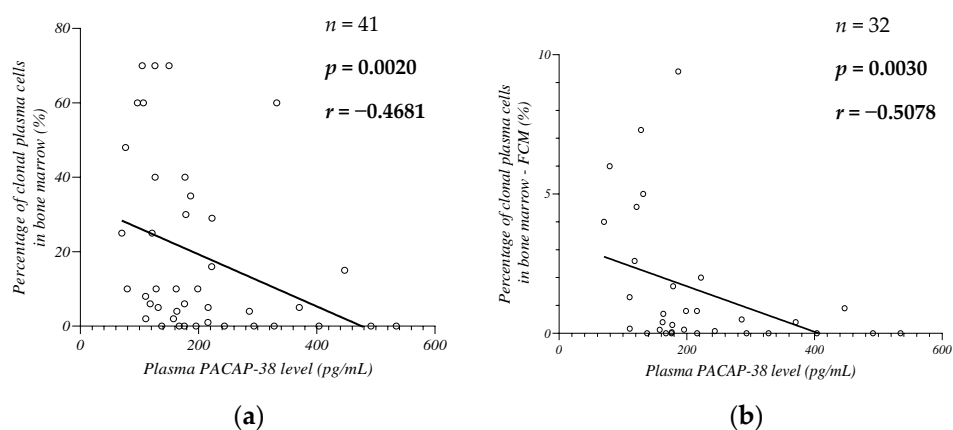 n = 41
p = 0.0020
r = −0.4681
Percentage of clonal plasma cells
in bone marrow (%)
80
60
40
20
0
0
200
400
600
Plasma PACAP-38 level (pg/mL)
(a)
n = 32
p = 0.0030
r = −0.5078
Percentage of clonal plasma cells
in bone marrow - FCM (%)
10
5
0
0
200
400
600
Plasma PACAP-38 level (pg/mL)
(b)